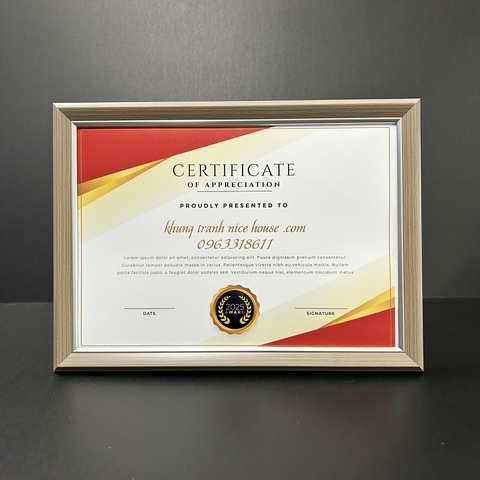 CERTIFICATE
OF APPRECIATION
PROUDLY PRESENTED TO
khung tranh nice house .com
0963318611
Lorem ipsum dolor sit amet, consectetur adipiscing elit. Fusce dignissim pretium consectetur.
Curabitur tempor posuere massa in varius. Pellentesque viverra nibh eu vehicula mattis. Nullam
porta facilisis justo, a feugiat dolor sodales sed. Vestibulum neque nisi, elementum tincidunt matus
2025
AWARD
DATE
SIGNATURE